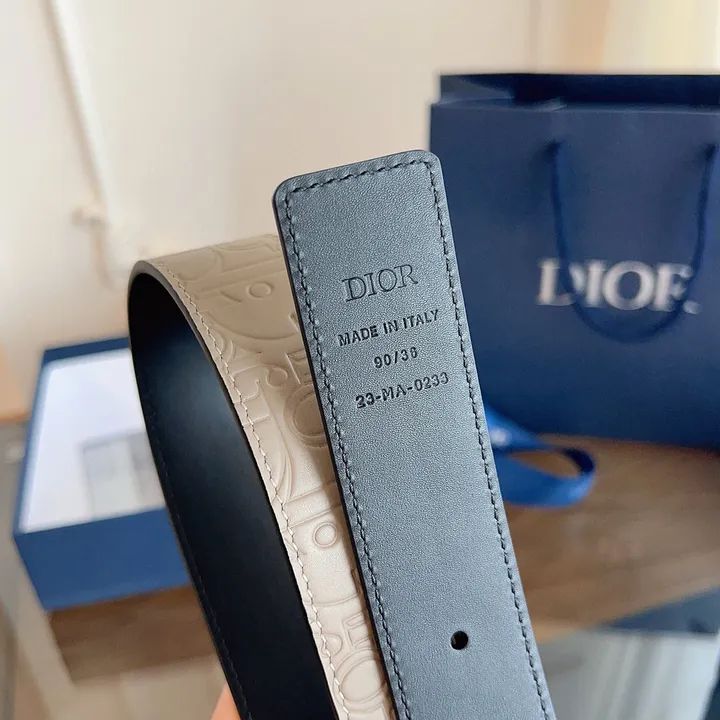 DIOR
MADE IN ITALY
90/36
23-MA-0233
DIOR